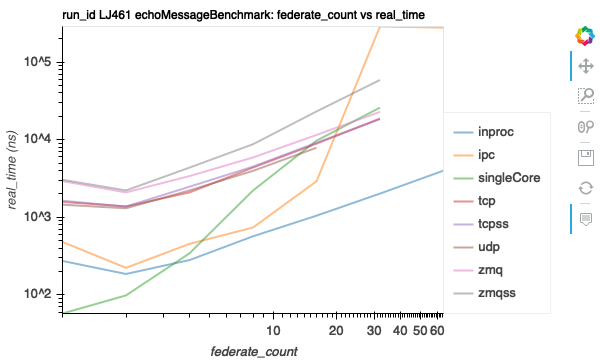 run_id LJ461 echoMessageBenchmark: federate_count vs real_time
real_time (ns)
10^5
10^4
10^3
10^2
10 20 30 40 50 60
federate_count
inproc
ipc
singleCore
tcp
tcpss
udp
zmq
zmqss